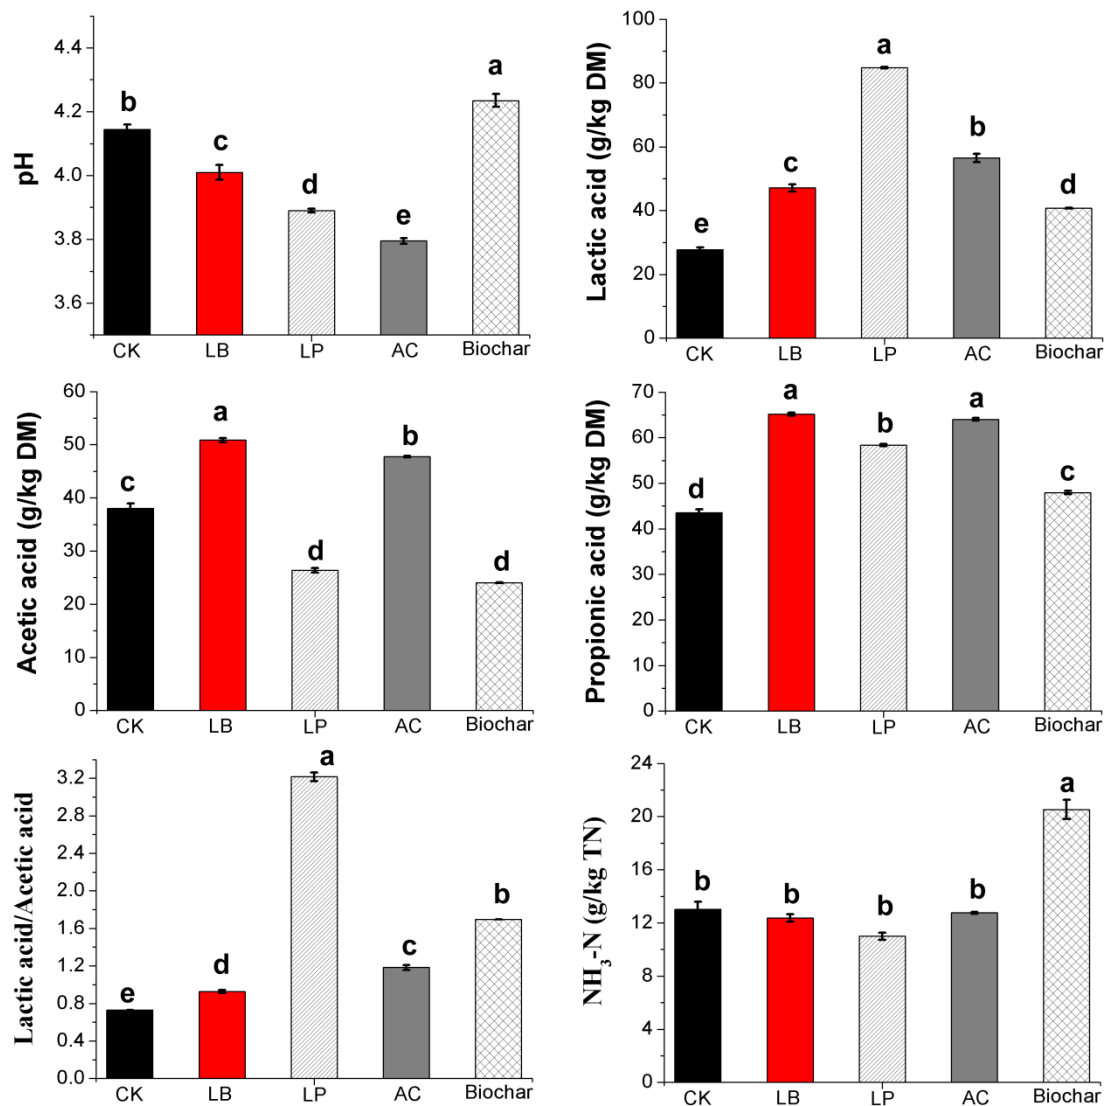 pH
4.4
4.2
4.0
3.8
3.6
b
c
d
e
a
CK LB LP AC Biochar
Lactic acid (g/kg DM)
100
80
60
40
20
0
e
c
a
b
d
CK LB LP AC Biochar
Acetic acid (g/kg DM)
60
50
40
30
20
10
0
c
a
d
b
d
CK LB LP AC Biochar
Propionic acid (g/kg DM)
70
60
50
40
30
20
10
0
d
a
b
a
c
CK LB LP AC Biochar
Lactic acid/Acetic acid
3.2
2.8
2.4
2.0
1.6
1.2
0.8
0.4
0.0
e
d
a
c
b
CK LB LP AC Biochar
NH₃-N (g/kg TN)
24
20
16
12
8
4
0
b
b
b
b
a
CK LB LP AC Biochar